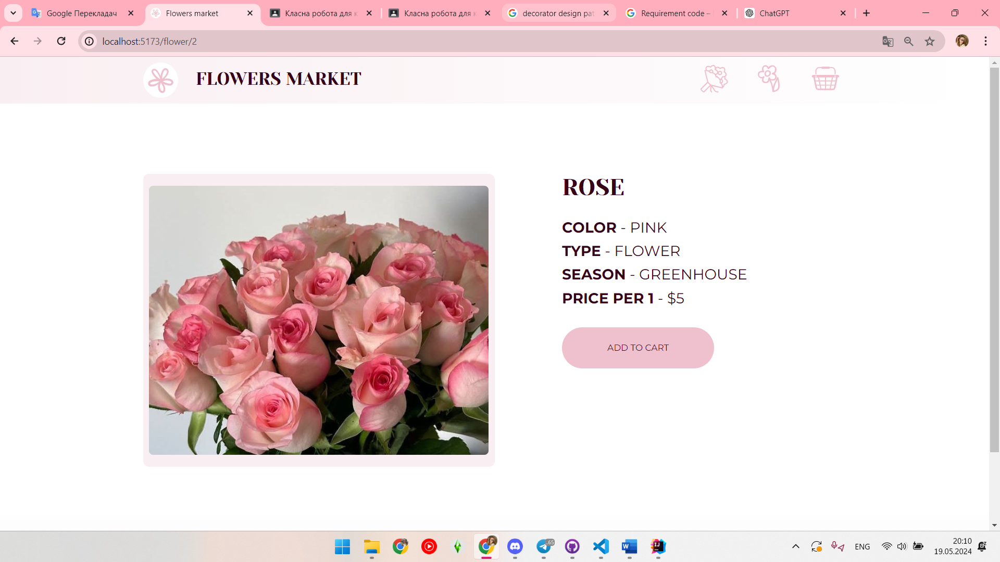 Google Перекладач
Flowers market
Класна робота для к
Класна робота для к
decorator design pat
Requirement code –
ChatGPT
localhost:5173/flower/2
FLOWERS MARKET
ROSE
COLOR - PINK
TYPE - FLOWER
SEASON - GREENHOUSE
PRICE PER 1 - $5
ADD TO CART
.65
W
IJ
ENG
20:10
19.05.2024